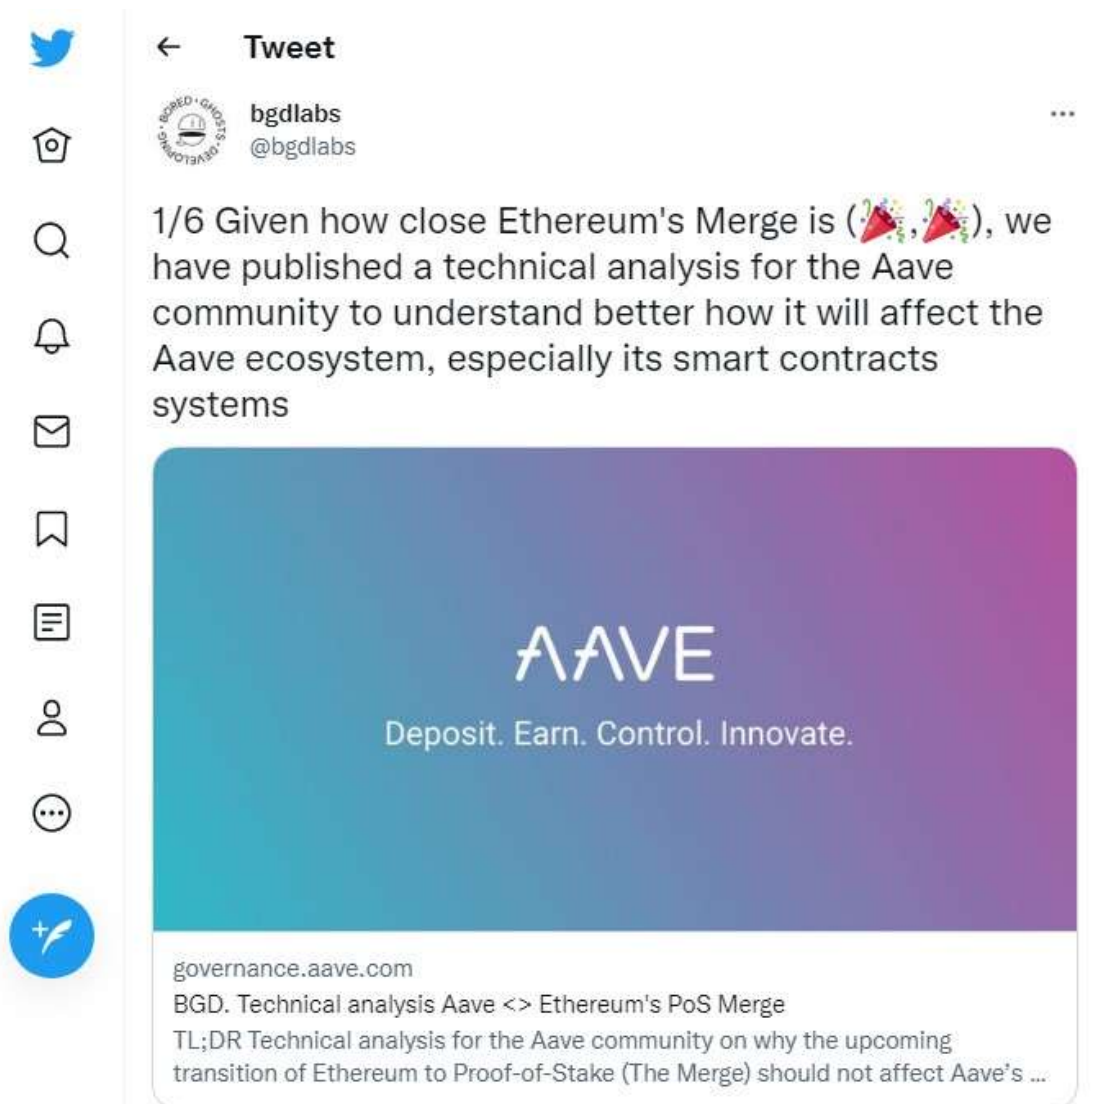 Tweet
BORED · GHOSTS · DEVELOPING ·
bgdlabs
@bgdlabs
1/6 Given how close Ethereum's Merge is (🎉,🎉), we
have published a technical analysis for the Aave
community to understand better how it will affect the
Aave ecosystem, especially its smart contracts
systems
AAVE
Deposit. Earn. Control. Innovate.
governance.aave.com
BGD. Technical analysis Aave <> Ethereum's PoS Merge
TL;DR Technical analysis for the Aave community on why the upcoming
transition of Ethereum to Proof-of-Stake (The Merge) should not affect Aave's ...